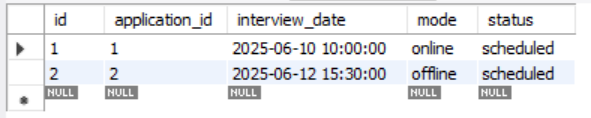 id application_id interview_date mode status
1 1 2025-06-10 10:00:00 online scheduled
2 2 2025-06-12 15:30:00 offline scheduled
NULL NULL NULL NULL NULL